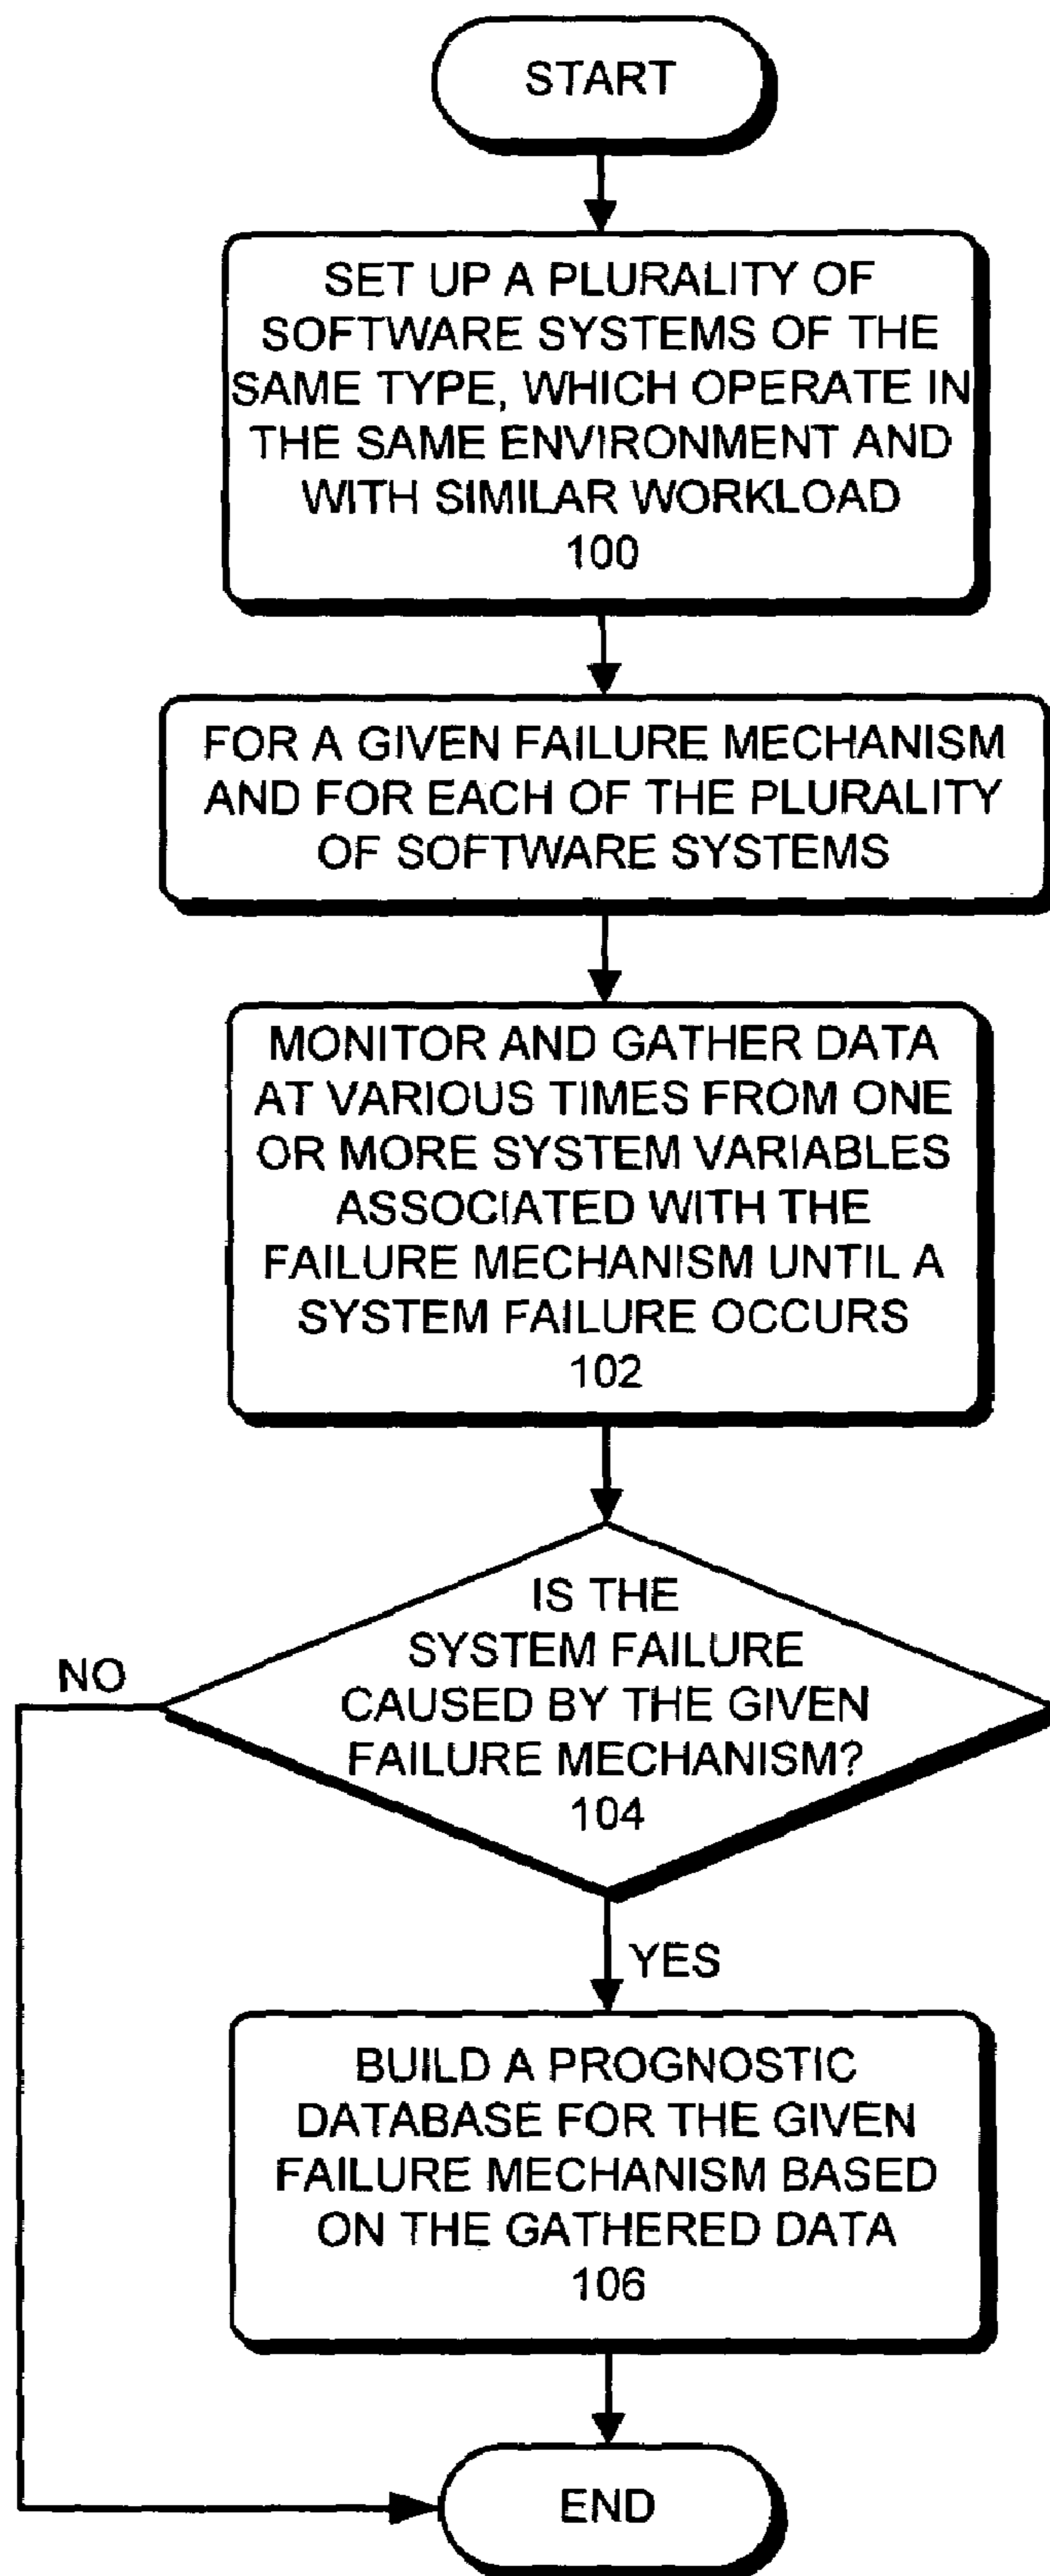 START
SET UP A PLURALITY OF
SOFTWARE SYSTEMS OF THE
SAME TYPE, WHICH OPERATE IN
THE SAME ENVIRONMENT AND
WITH SIMILAR WORKLOAD
100
FOR A GIVEN FAILURE MECHANISM
AND FOR EACH OF THE PLURALITY
OF SOFTWARE SYSTEMS
MONITOR AND GATHER DATA
AT VARIOUS TIMES FROM ONE
OR MORE SYSTEM VARIABLES
ASSOCIATED WITH THE
FAILURE MECHANISM UNTIL A
SYSTEM FAILURE OCCURS
102
IS THE
SYSTEM FAILURE
CAUSED BY THE GIVEN
FAILURE MECHANISM?
104
NO
YES
BUILD A PROGNOSTIC
DATABASE FOR THE GIVEN
FAILURE MECHANISM BASED
ON THE GATHERED DATA
106
END